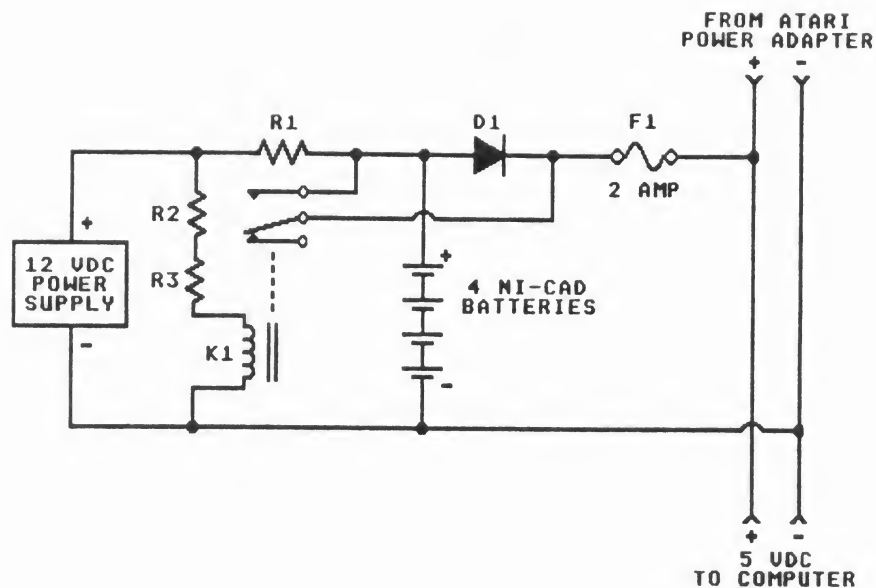 FROM ATARI
POWER ADAPTER
+ -
R1
D1
F1
2 AMP
R2
+
12 VDC
POWER
SUPPLY
-
R3
K1
+
4 NI-CAD
BATTERIES
-
+ -
5 VDC
TO COMPUTER